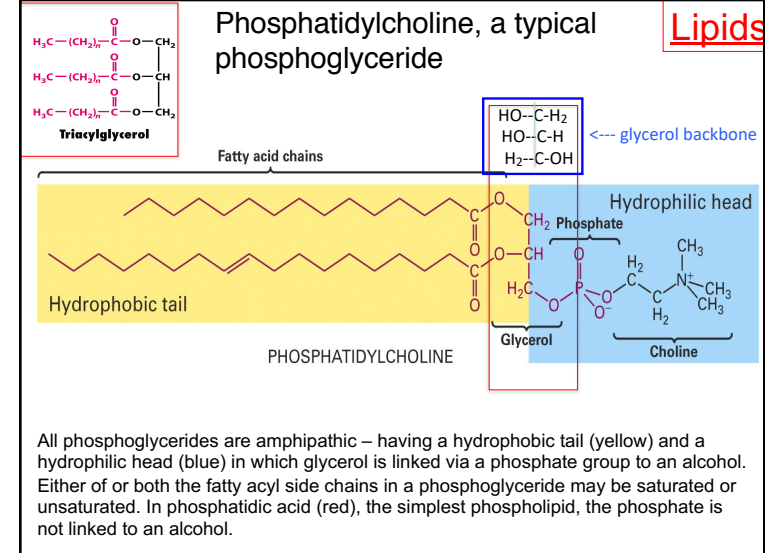 Phosphatidylcholine, a typical
phosphoglyceride
Lipids
O
H₃C—(CH₂)ₙ—C—O—CH₂
O
H₃C—(CH₂)ₙ—C—O—CH
O
H₃C—(CH₂)ₙ—C—O—CH₂
Triacylglycerol
HO--C-H2
HO--C-H
H2--C-OH
<--- glycerol backbone
Fatty acid chains
Hydrophilic head
O
C
O
CH₂
Phosphate
O
C
O
CH
H₂C
O
O
P
O
O⁻
H₂
C
C
H₂
N⁺
CH₃
CH₃
CH₃
Hydrophobic tail
Glycerol
Choline
PHOSPHATIDYLCHOLINE
All phosphoglycerides are amphipathic – having a hydrophobic tail (yellow) and a
hydrophilic head (blue) in which glycerol is linked via a phosphate group to an alcohol.
Either of or both the fatty acyl side chains in a phosphoglyceride may be saturated or
unsaturated. In phosphatidic acid (red), the simplest phospholipid, the phosphate is
not linked to an alcohol.